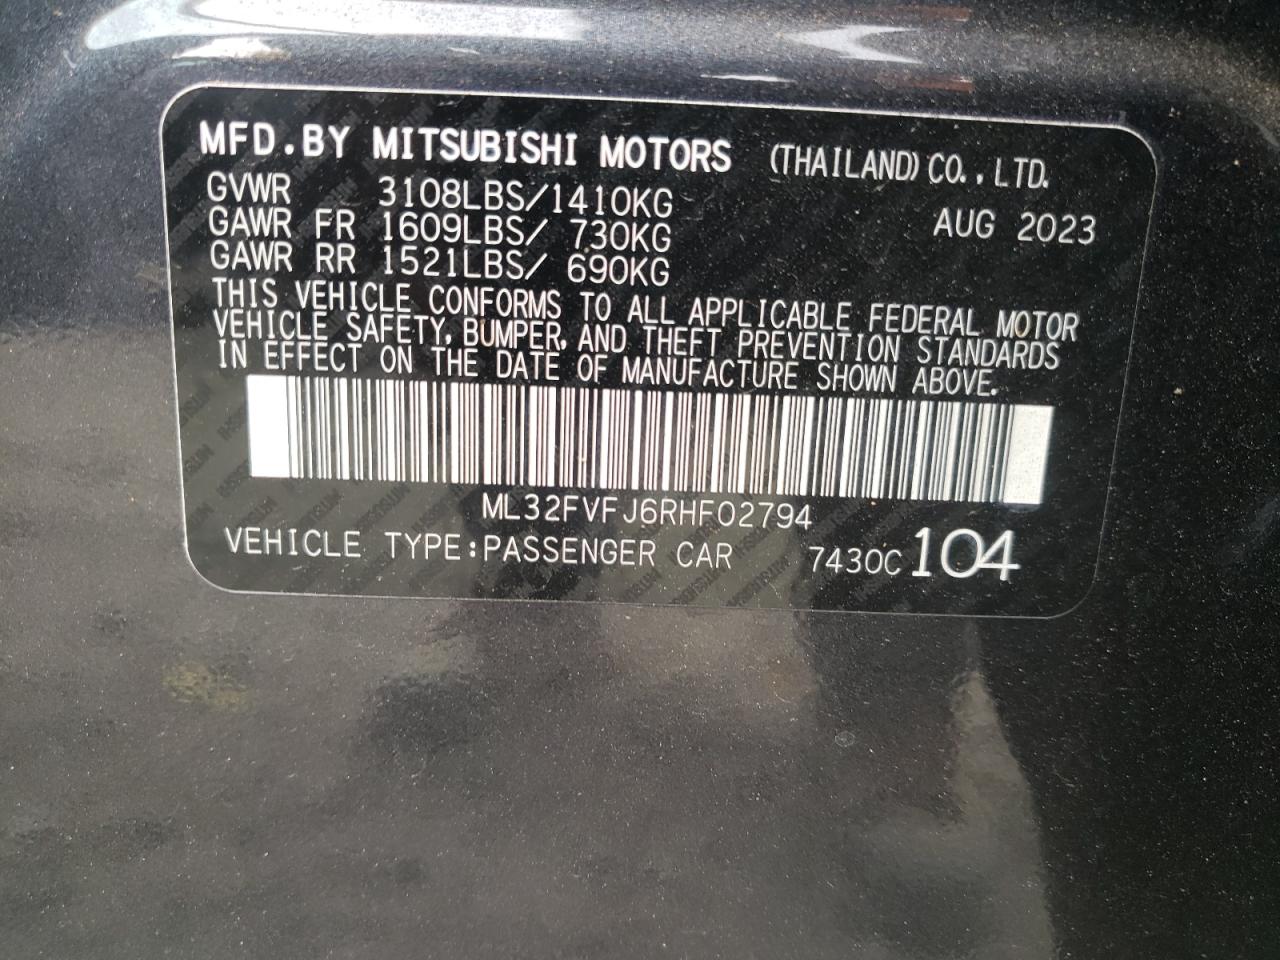 MFD.BY MITSUBISHI MOTORS (THAILAND) CO., LTD.
GVWR 3108LBS/1410KG AUG 2023
GAWR FR 1609LBS/ 730KG
GAWR RR 1521LBS/ 690KG
THIS VEHICLE CONFORMS TO ALL APPLICABLE FEDERAL MOTOR
VEHICLE SAFETY, BUMPER, AND THEFT PREVENTION STANDARDS
IN EFFECT ON THE DATE OF MANUFACTURE SHOWN ABOVE.
ML32FVFJ6RHF02794
VEHICLE TYPE:PASSENGER CAR 7430C 104